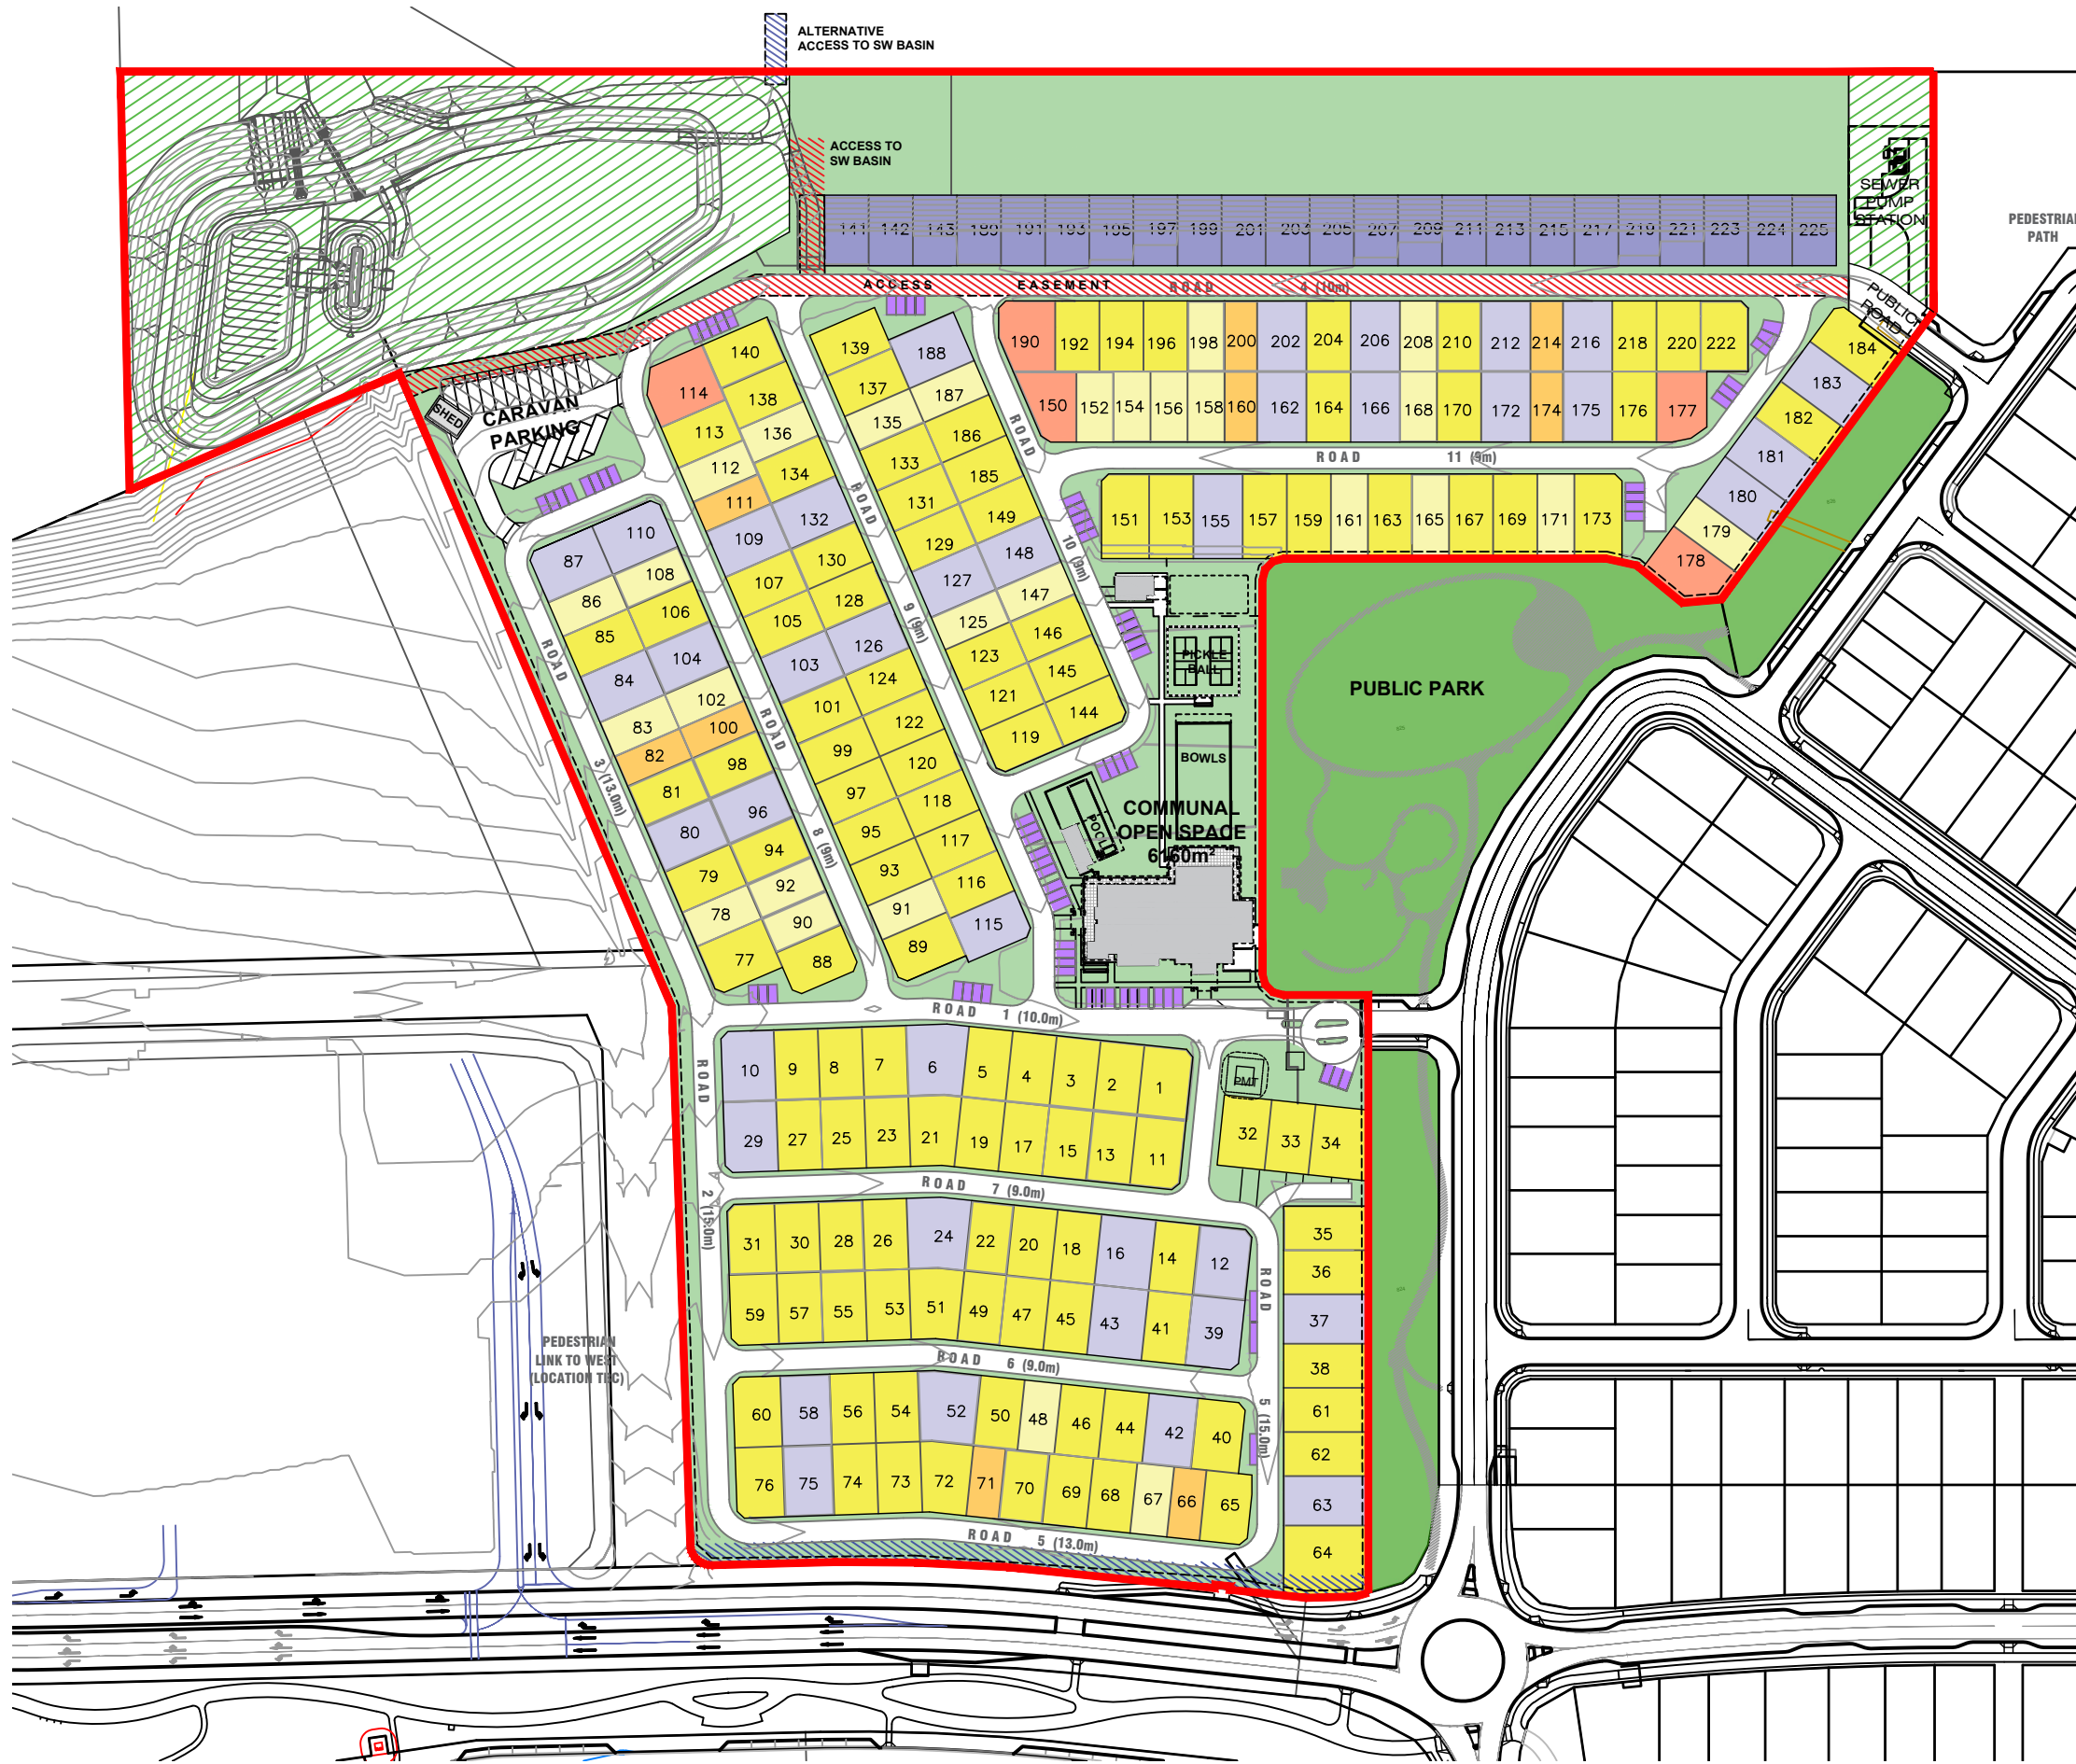 ALTERNATIVE
ACCESS TO SW BASIN
ACCESS TO
SW BASIN
SEWER
PUMP
STATION
PEDESTRIAN
PATH
141 142 143 189 191 193 195 197 199 201 203 205 207 209 211 213 215 217 219 221 223 224 225
ACCESS EASEMENT ROAD 4 (10m)
PUBLIC
ROAD
190 192 194 196 198 200 202 204 206 208 210 212 214 216 218 220 222
150 152 154 156 158 160 162 164 166 168 170 172 174 175 176 177
184
183
182
181
180
179
178
ROAD 11 (9m)
151 153 155 157 159 161 163 165 167 169 171 173
SHED
CARAVAN
PARKING
140
114
138
113
136
112
134
111
132
109
130
107
128
105
126
103
124
101
122
99
120
97
118
95
117
93
116
91
115
89
139
188
137
187
135
186
133
185
131
149
129
148
127
147
125
146
123
145
121
144
119
ROAD
10 (9m)
ROAD
9 (9m)
ROAD
8 (9m)
ROAD
3 (13.0m)
87 110
86 108
85 106
84 104
83 102
82 100
81 98
80 96
79 94
78 92
77 90
88
PICKLE
BALL
BOWLS
POOL
COMMUNAL
OPEN SPACE
6160m²
PUBLIC PARK
ROAD 1 (10.0m)
10 9 8 7 6 5 4 3 2 1
29 27 25 23 21 19 17 15 13 11
PMT
32 33 34
ROAD
2 (15.0m)
ROAD 7 (9.0m)
31 30 28 26 24 22 20 18 16 14 12
59 57 55 53 51 49 47 45 43 41 39
35
36
37
38
61
62
63
64
ROAD
5 (15.0m)
ROAD 6 (9.0m)
60 58 56 54 52 50 48 46 44 42 40
76 75 74 73 72 71 70 69 68 67 66 65
ROAD 5 (13.0m)
PEDESTRIAN
LINK TO WEST
(LOCATION TBC)